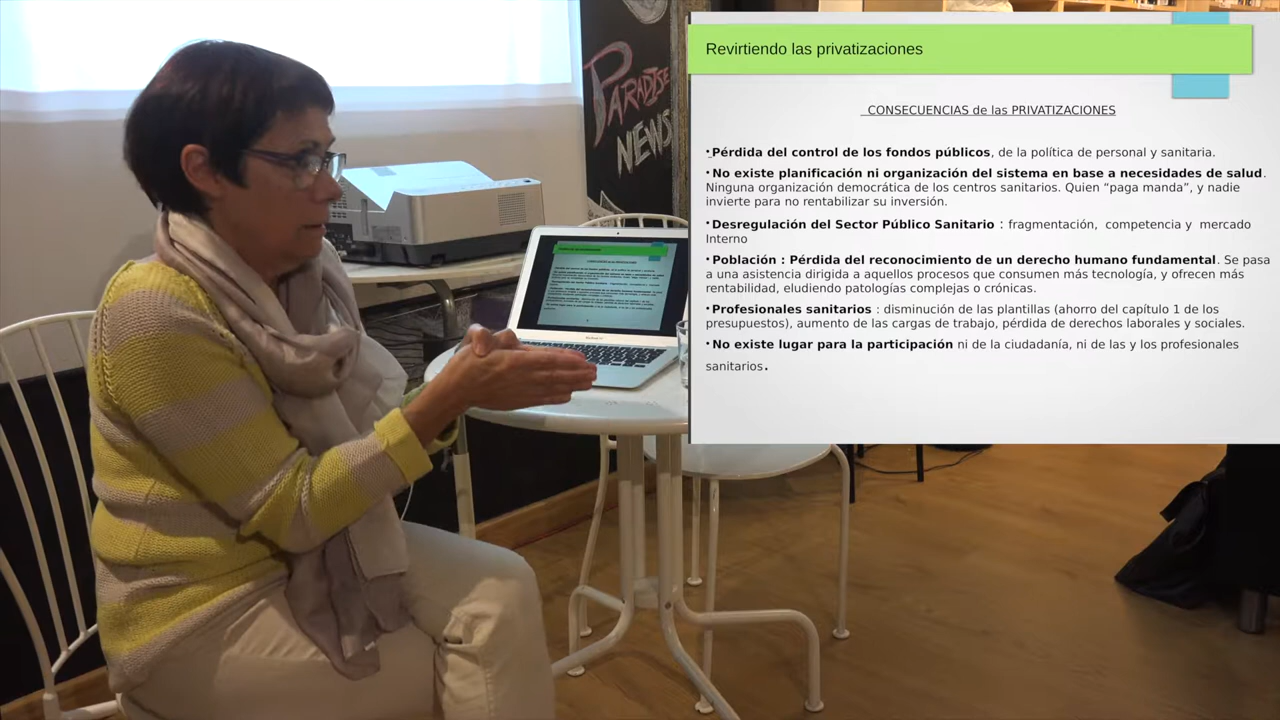 PARADISE
NEWS
Revirtiendo las privatizaciones
CONSECUENCIAS de las PRIVATIZACIONES
•Pérdida del control de los fondos públicos, de la política de personal y sanitaria.
•No existe planificación ni organización del sistema en base a necesidades de salud.
Ninguna organización democrática de los centros sanitarios. Quien “paga manda”, y nadie
invierte para no rentabilizar su inversión.
•Desregulación del Sector Público Sanitario : fragmentación, competencia y mercado
Interno
•Población : Pérdida del reconocimiento de un derecho humano fundamental. Se pasa
a una asistencia dirigida a aquellos procesos que consumen más tecnología, y ofrecen más
rentabilidad, eludiendo patologías complejas o crónicas.
•Profesionales sanitarios : disminución de las plantillas (ahorro del capítulo 1 de los
presupuestos), aumento de las cargas de trabajo, pérdida de derechos laborales y sociales.
•No existe lugar para la participación ni de la ciudadanía, ni de las y los profesionales
sanitarios.